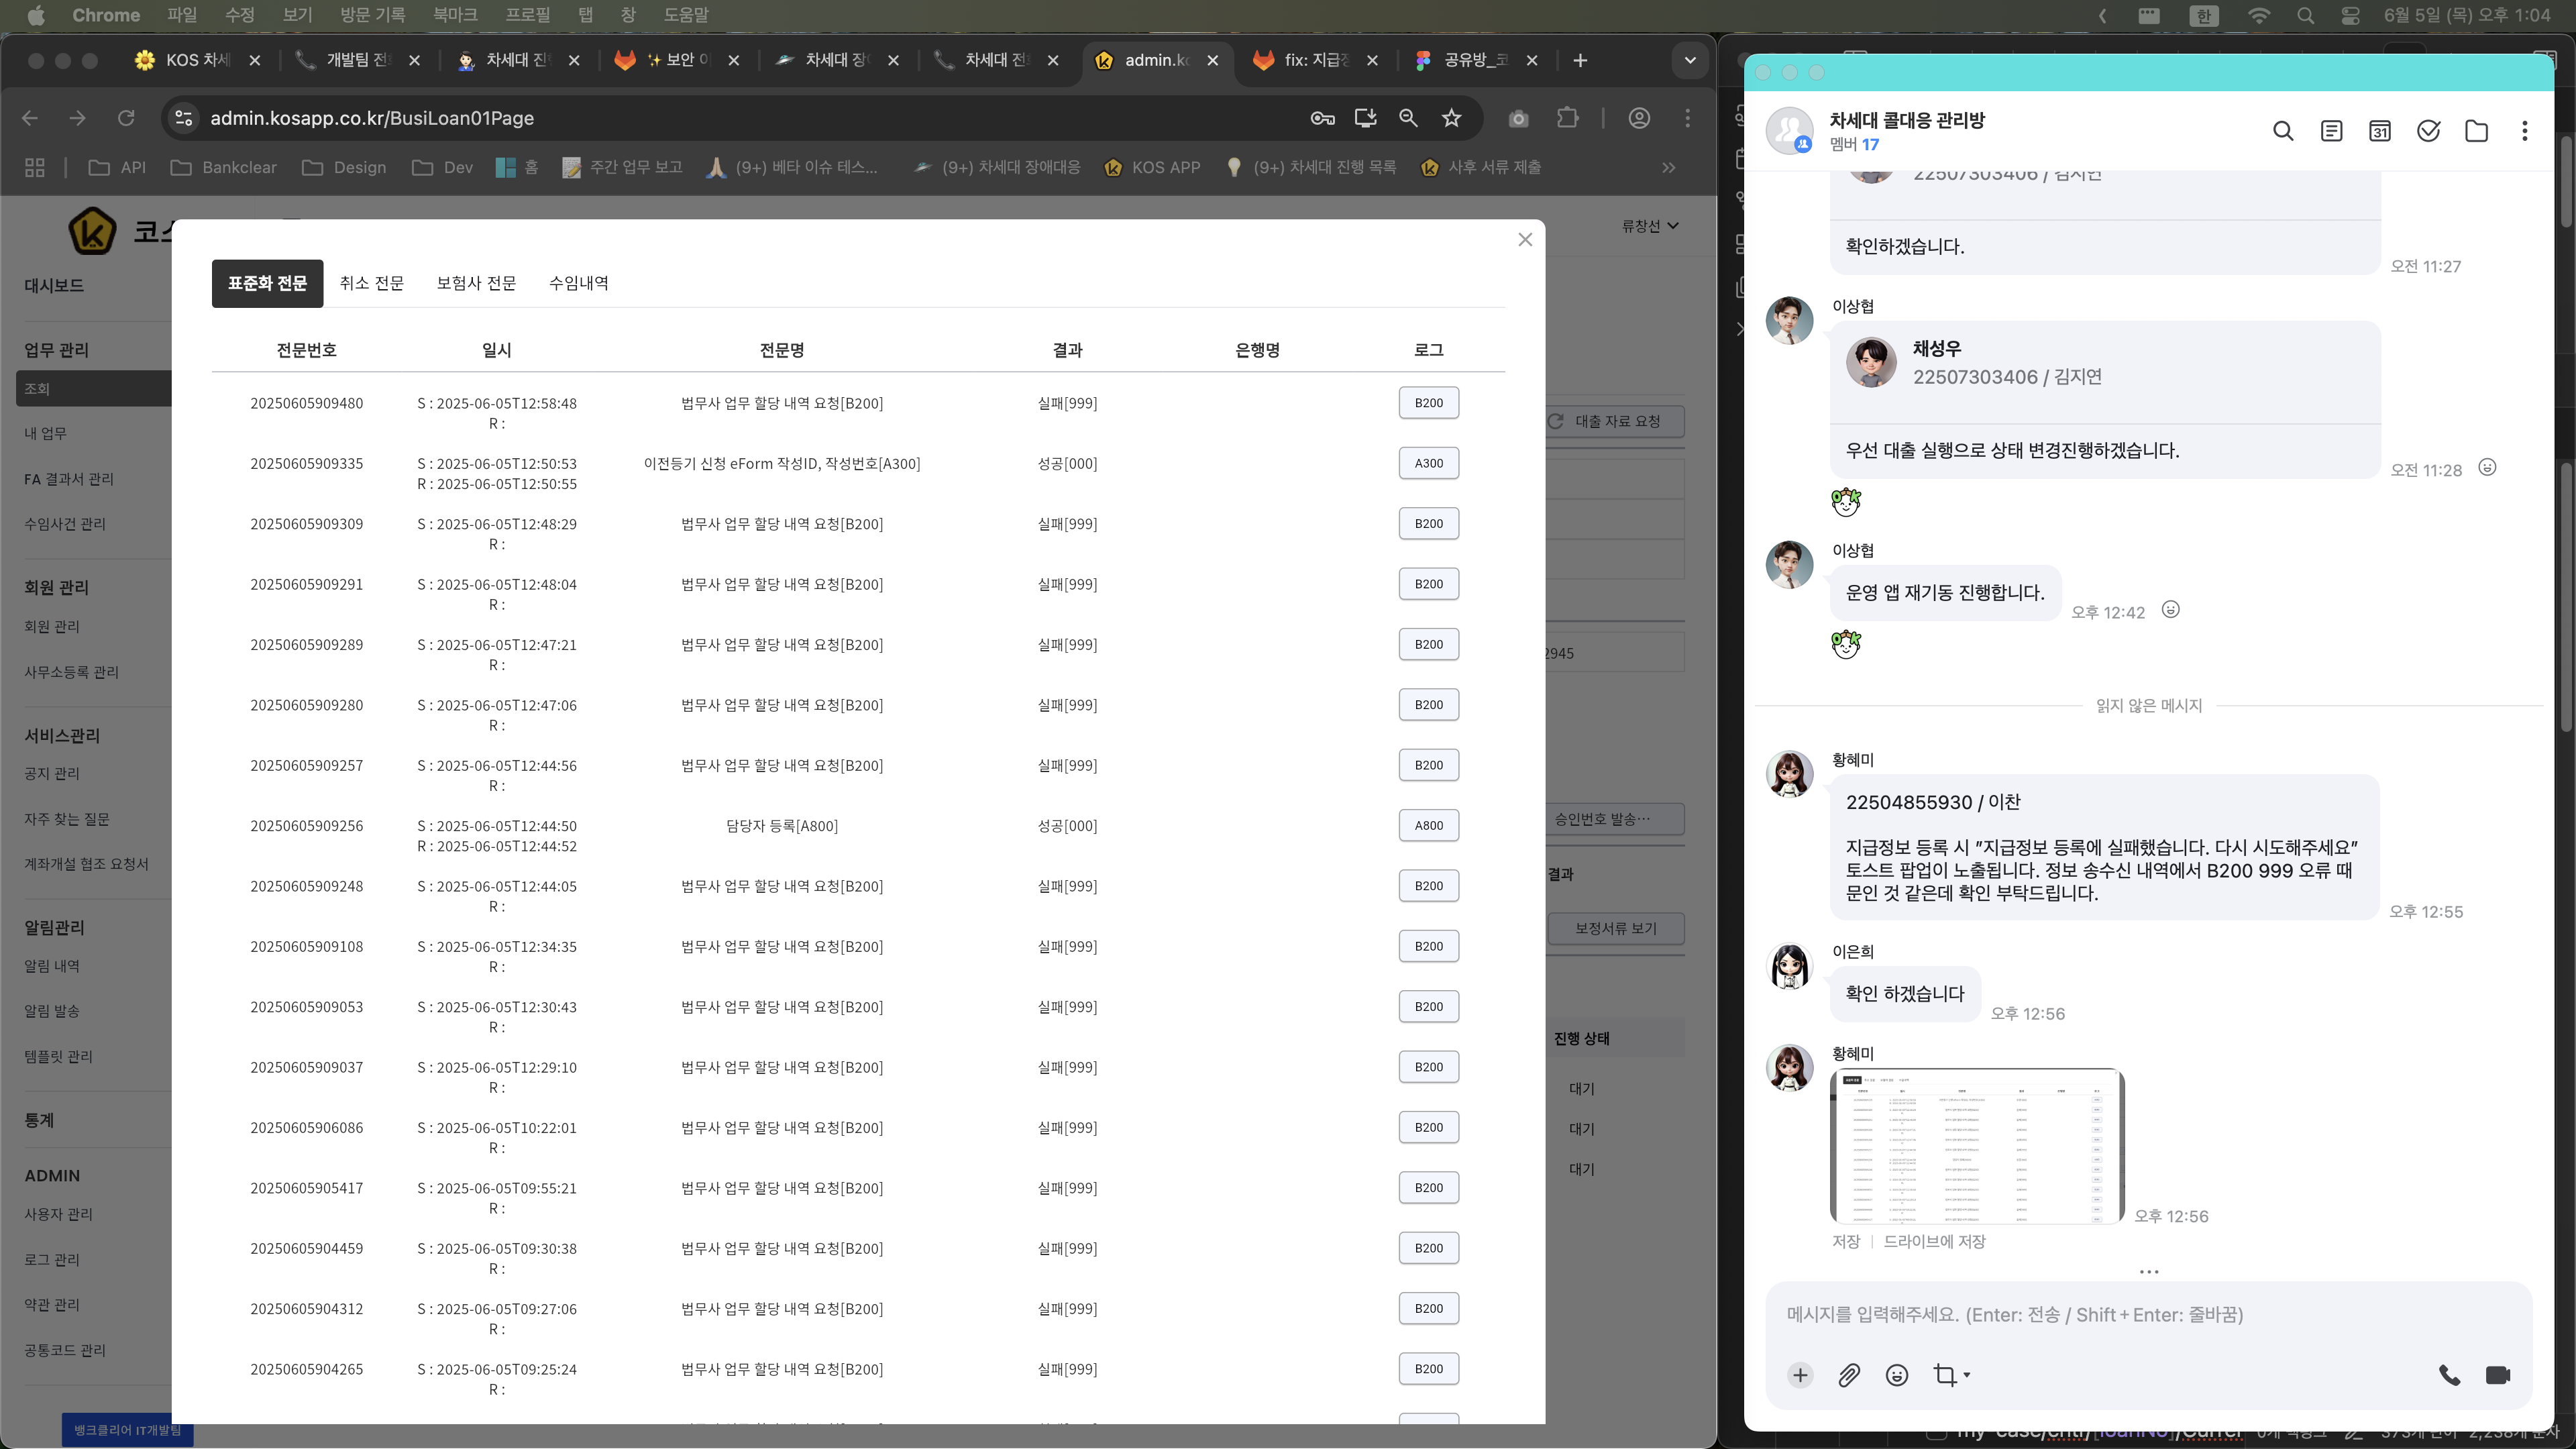 Chrome 파일 수정 보기 방문 기록 북마크 프로필 탭 창 도움말
한 6월 5일 (목) 오후 1:04
KOS 차세 개발팀 전 차세대 진 보안 이 차세대 장 차세대 전 admin.k fix: 지급 공유방_코
admin.kosapp.co.kr/BusiLoan01Page
API Bankclear Design Dev 홈 주간 업무 보고 (9+) 베타 이슈 테스... (9+) 차세대 장애대응 KOS APP (9+) 차세대 진행 목록 사후 서류 제출
류창선
대시보드
업무 관리
조회
내 업무
FA 결과서 관리
수임사건 관리
회원 관리
회원 관리
사무소등록 관리
서비스관리
공지 관리
자주 찾는 질문
계좌개설 협조 요청서
알림관리
알림 내역
알림 발송
템플릿 관리
통계
ADMIN
사용자 관리
로그 관리
약관 관리
공통코드 관리
뱅크클리어 IT개발팀
표준화 전문 취소 전문 보험사 전문 수임내역
전문번호 일시 전문명 결과 은행명 로그
20250605909480 S : 2025-06-05T12:58:48 법무사 업무 할당 내역 요청[B200] 실패[999] B200
R :
20250605909335 S : 2025-06-05T12:50:53 이전등기 신청 eForm 작성ID, 작성번호[A300] 성공[000] A300
R : 2025-06-05T12:50:55
20250605909309 S : 2025-06-05T12:48:29 법무사 업무 할당 내역 요청[B200] 실패[999] B200
R :
20250605909291 S : 2025-06-05T12:48:04 법무사 업무 할당 내역 요청[B200] 실패[999] B200
R :
20250605909289 S : 2025-06-05T12:47:21 법무사 업무 할당 내역 요청[B200] 실패[999] B200
R :
20250605909280 S : 2025-06-05T12:47:06 법무사 업무 할당 내역 요청[B200] 실패[999] B200
R :
20250605909257 S : 2025-06-05T12:44:56 법무사 업무 할당 내역 요청[B200] 실패[999] B200
R :
20250605909256 S : 2025-06-05T12:44:50 담당자 등록[A800] 성공[000] A800
R : 2025-06-05T12:44:52
20250605909248 S : 2025-06-05T12:44:05 법무사 업무 할당 내역 요청[B200] 실패[999] B200
R :
20250605909108 S : 2025-06-05T12:34:35 법무사 업무 할당 내역 요청[B200] 실패[999] B200
R :
20250605909053 S : 2025-06-05T12:30:43 법무사 업무 할당 내역 요청[B200] 실패[999] B200
R :
20250605909037 S : 2025-06-05T12:29:10 법무사 업무 할당 내역 요청[B200] 실패[999] B200
R :
20250605906086 S : 2025-06-05T10:22:01 법무사 업무 할당 내역 요청[B200] 실패[999] B200
R :
20250605905417 S : 2025-06-05T09:55:21 법무사 업무 할당 내역 요청[B200] 실패[999] B200
R :
20250605904459 S : 2025-06-05T09:30:38 법무사 업무 할당 내역 요청[B200] 실패[999] B200
R :
20250605904312 S : 2025-06-05T09:27:06 법무사 업무 할당 내역 요청[B200] 실패[999] B200
R :
20250605904265 S : 2025-06-05T09:25:24 법무사 업무 할당 내역 요청[B200] 실패[999] B200
R :
대출 자료 요청
2945
승인번호 발송···
결과
보정서류 보기
진행 상태
대기
대기
대기
차세대 콜대응 관리방
멤버 17
31
22507303406 / 김지연
확인하겠습니다.
오전 11:27
이상협
채성우
22507303406 / 김지연
우선 대출 실행으로 상태 변경진행하겠습니다.
오전 11:28
이상협
운영 앱 재기동 진행합니다.
오후 12:42
읽지 않은 메시지
황혜미
22504855930 / 이찬
지급정보 등록 시 "지급정보 등록에 실패했습니다. 다시 시도해주세요"
토스트 팝업이 노출됩니다. 정보 송수신 내역에서 B200 999 오류 때
문인 것 같은데 확인 부탁드립니다.
오후 12:55
이은희
확인 하겠습니다
오후 12:56
황혜미
오후 12:56
저장 드라이브에 저장
메시지를 입력해주세요. (Enter: 전송 / Shift + Enter: 줄바꿈)